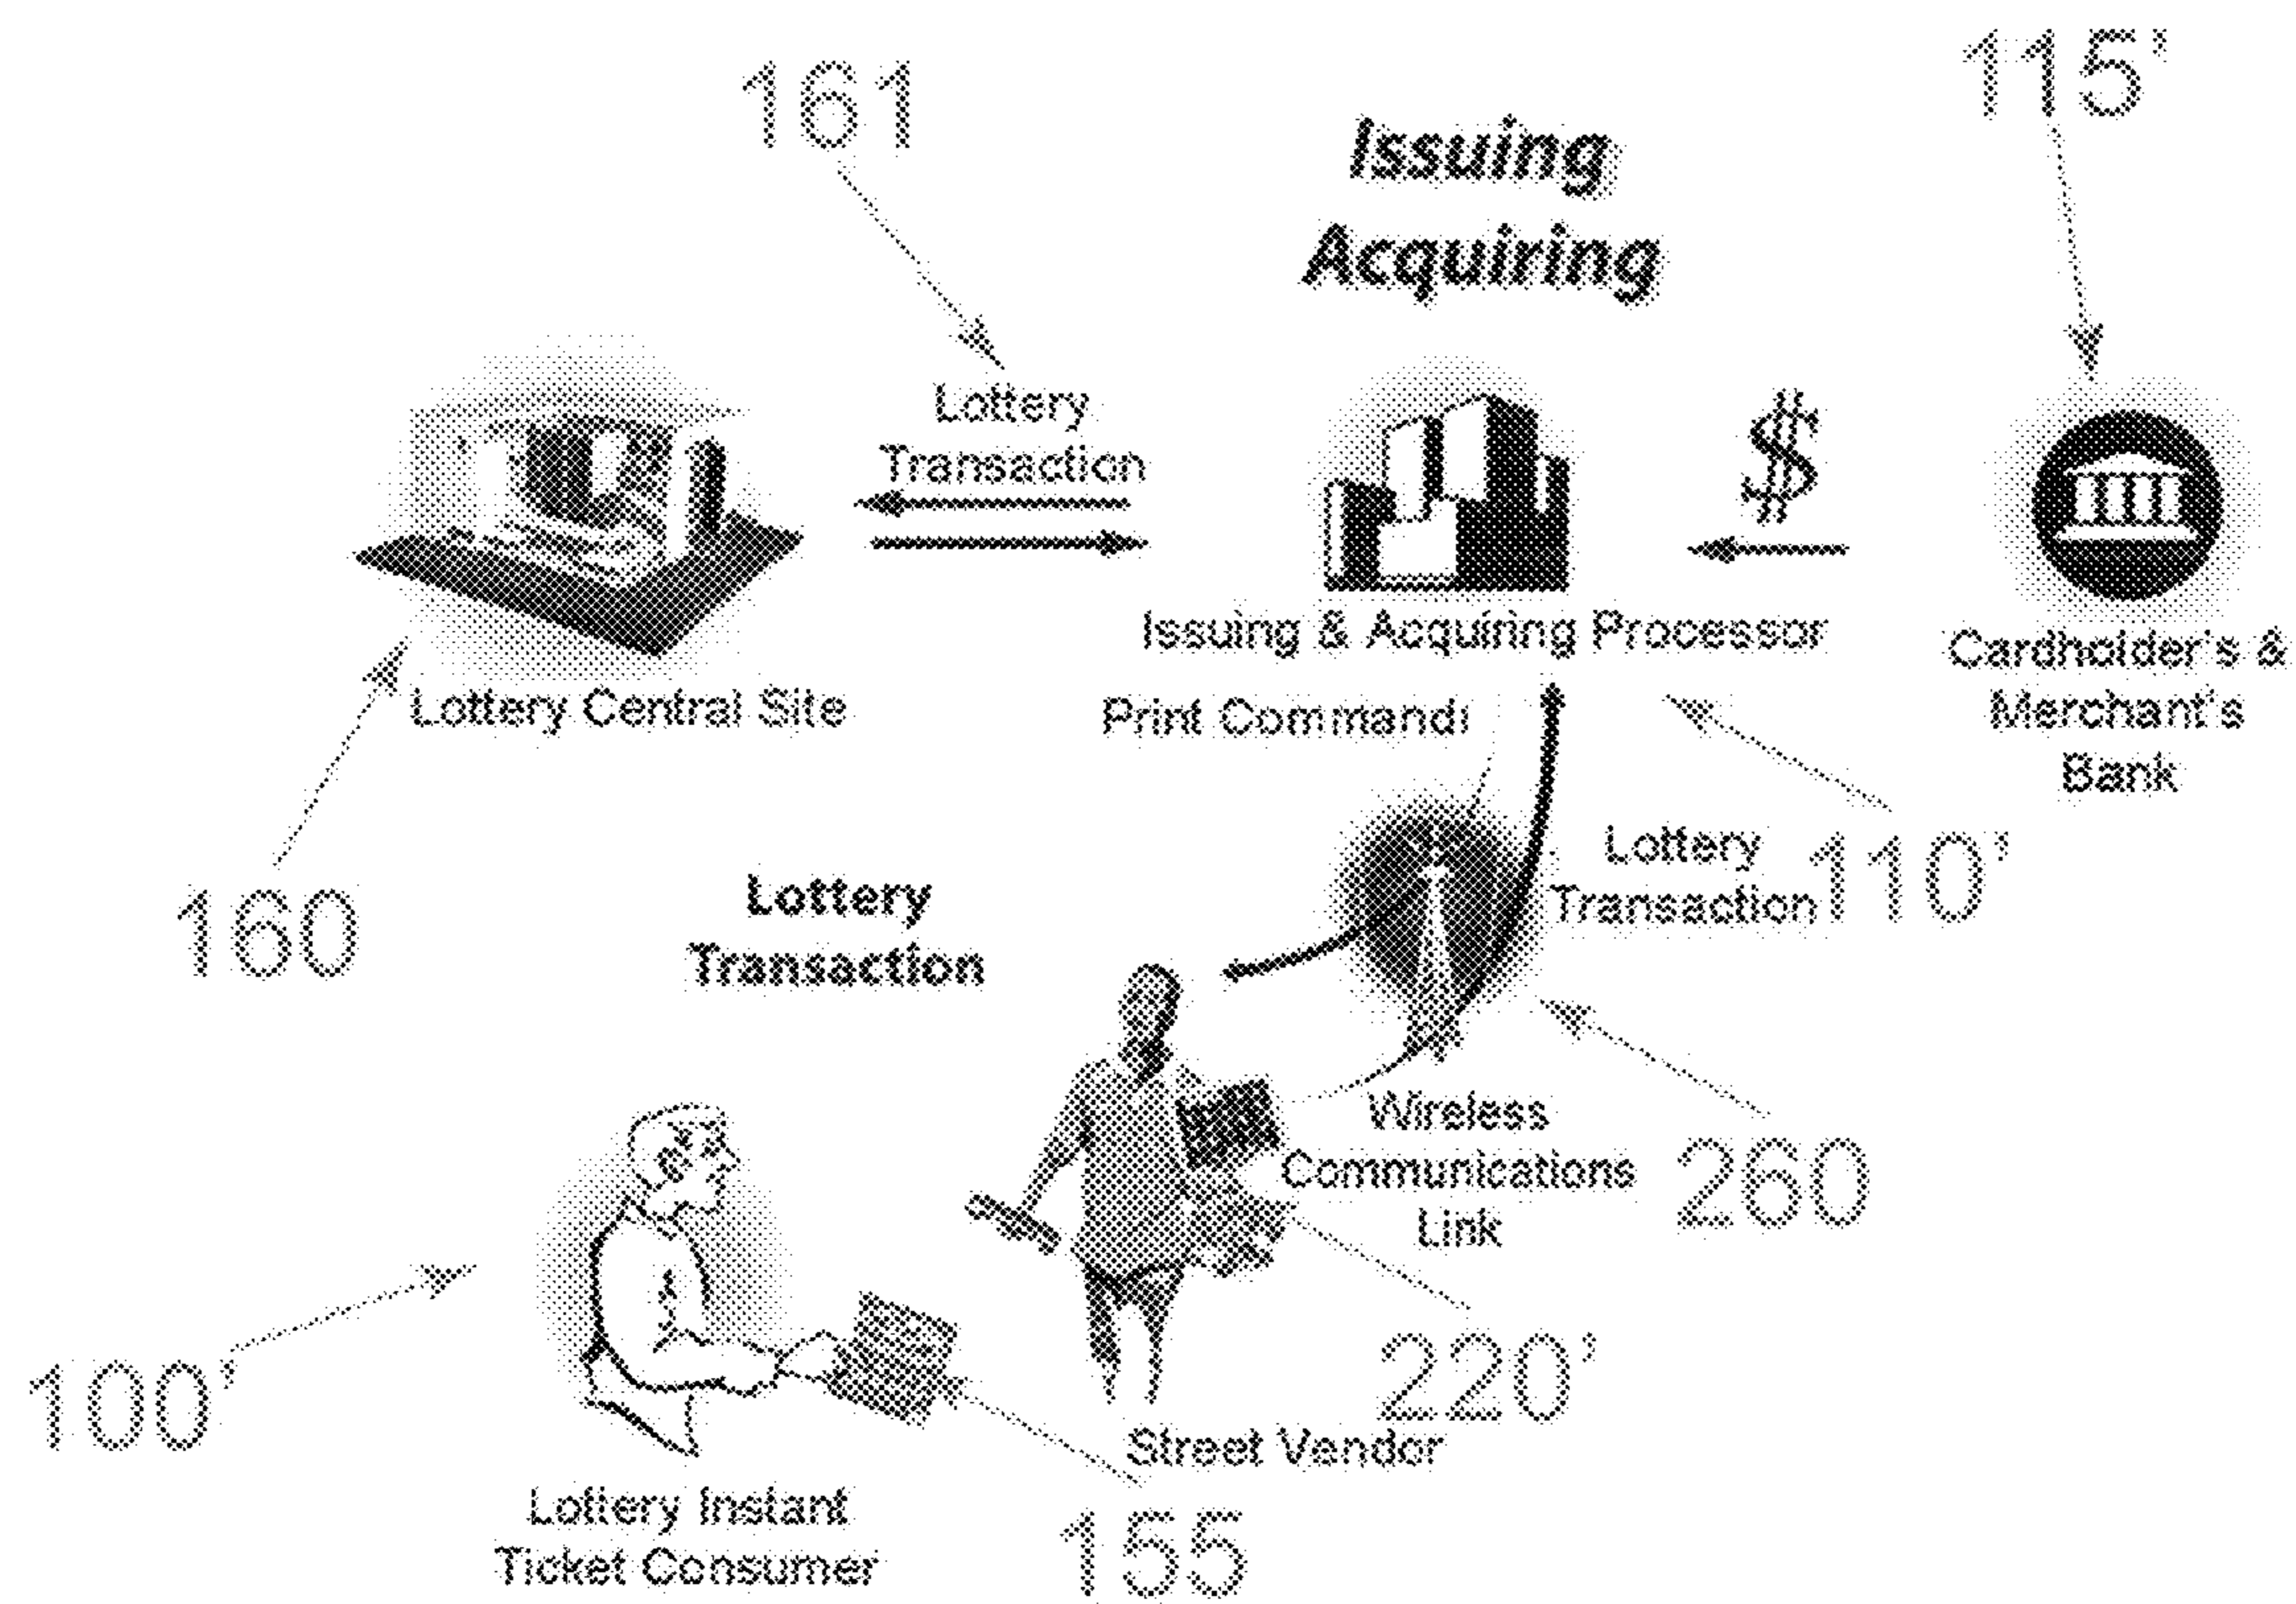 161
115'
Issuing
Acquiring
Lottery
Transaction
$
Issuing & Acquiring Processor
Cardholder's &
Merchant's
Bank
Lottery Central Site
Print Command
110'
Lottery
Transaction
160
Lottery
Transaction
Wireless
Communications
Link
260
100'
220'
Street Vendor
Lottery Instant
Ticket Consumer
155